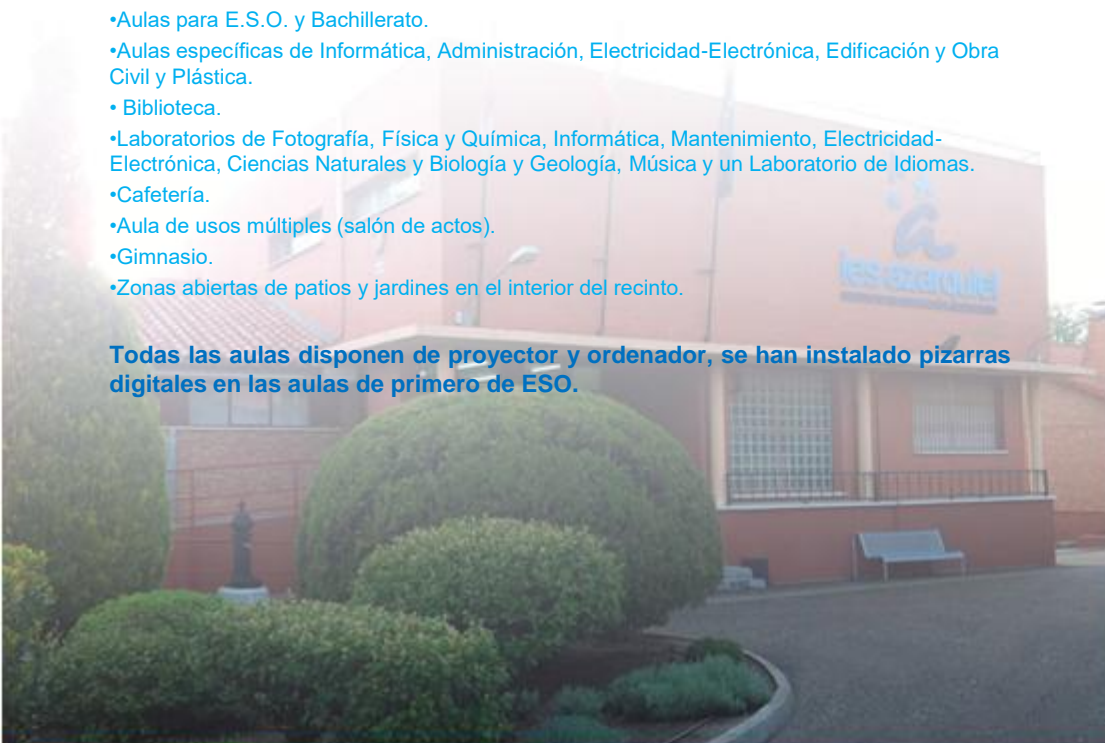 •Aulas para E.S.O. y Bachillerato.
•Aulas específicas de Informática, Administración, Electricidad-Electrónica, Edificación y Obra
Civil y Plástica.
• Biblioteca.
•Laboratorios de Fotografía, Física y Química, Informática, Mantenimiento, Electricidad-
Electrónica, Ciencias Naturales y Biología y Geología, Música y un Laboratorio de Idiomas.
•Cafetería.
•Aula de usos múltiples (salón de actos).
•Gimnasio.
•Zonas abiertas de patios y jardines en el interior del recinto.
Todas las aulas disponen de proyector y ordenador, se han instalado pizarras
digitales en las aulas de primero de ESO.
a
ies azarquiel